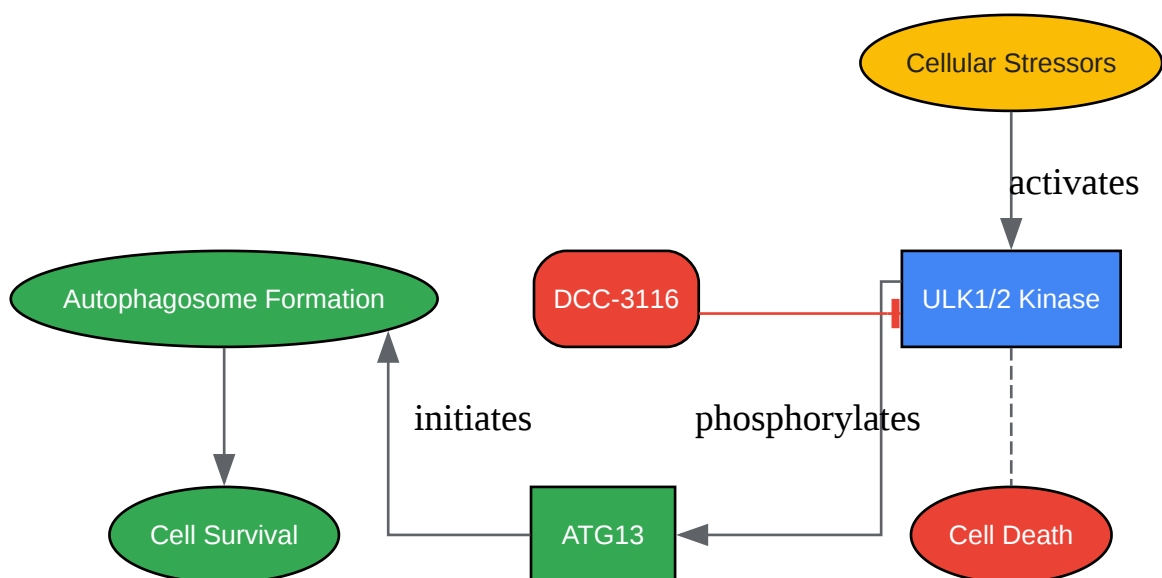 Cellular Stressors
activates
Autophagosome Formation
DCC-3116
ULK1/2 Kinase
initiates
phosphorylates
Cell Survival
ATG13
Cell Death